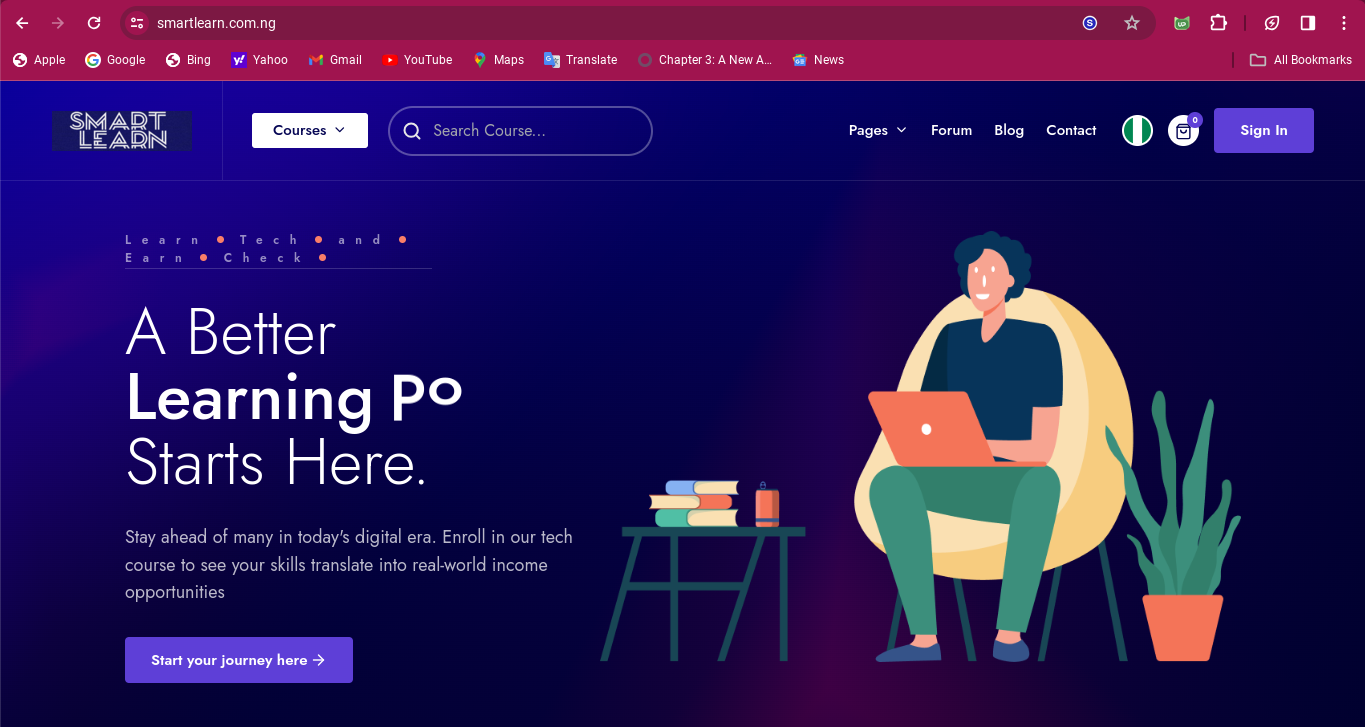 smartlearn.com.ng
S
UP
Apple Google Bing Yahoo Gmail YouTube Maps Translate Chapter 3: A New A... News All Bookmarks
SMART
LEARN
Courses
Search Course...
Pages Forum Blog Contact
0
Sign In
Learn • Tech and •
Earn • Check •
A Better
Learning Po
Starts Here.
Stay ahead of many in today's digital era. Enroll in our tech
course to see your skills translate into real-world income
opportunities
Start your journey here →